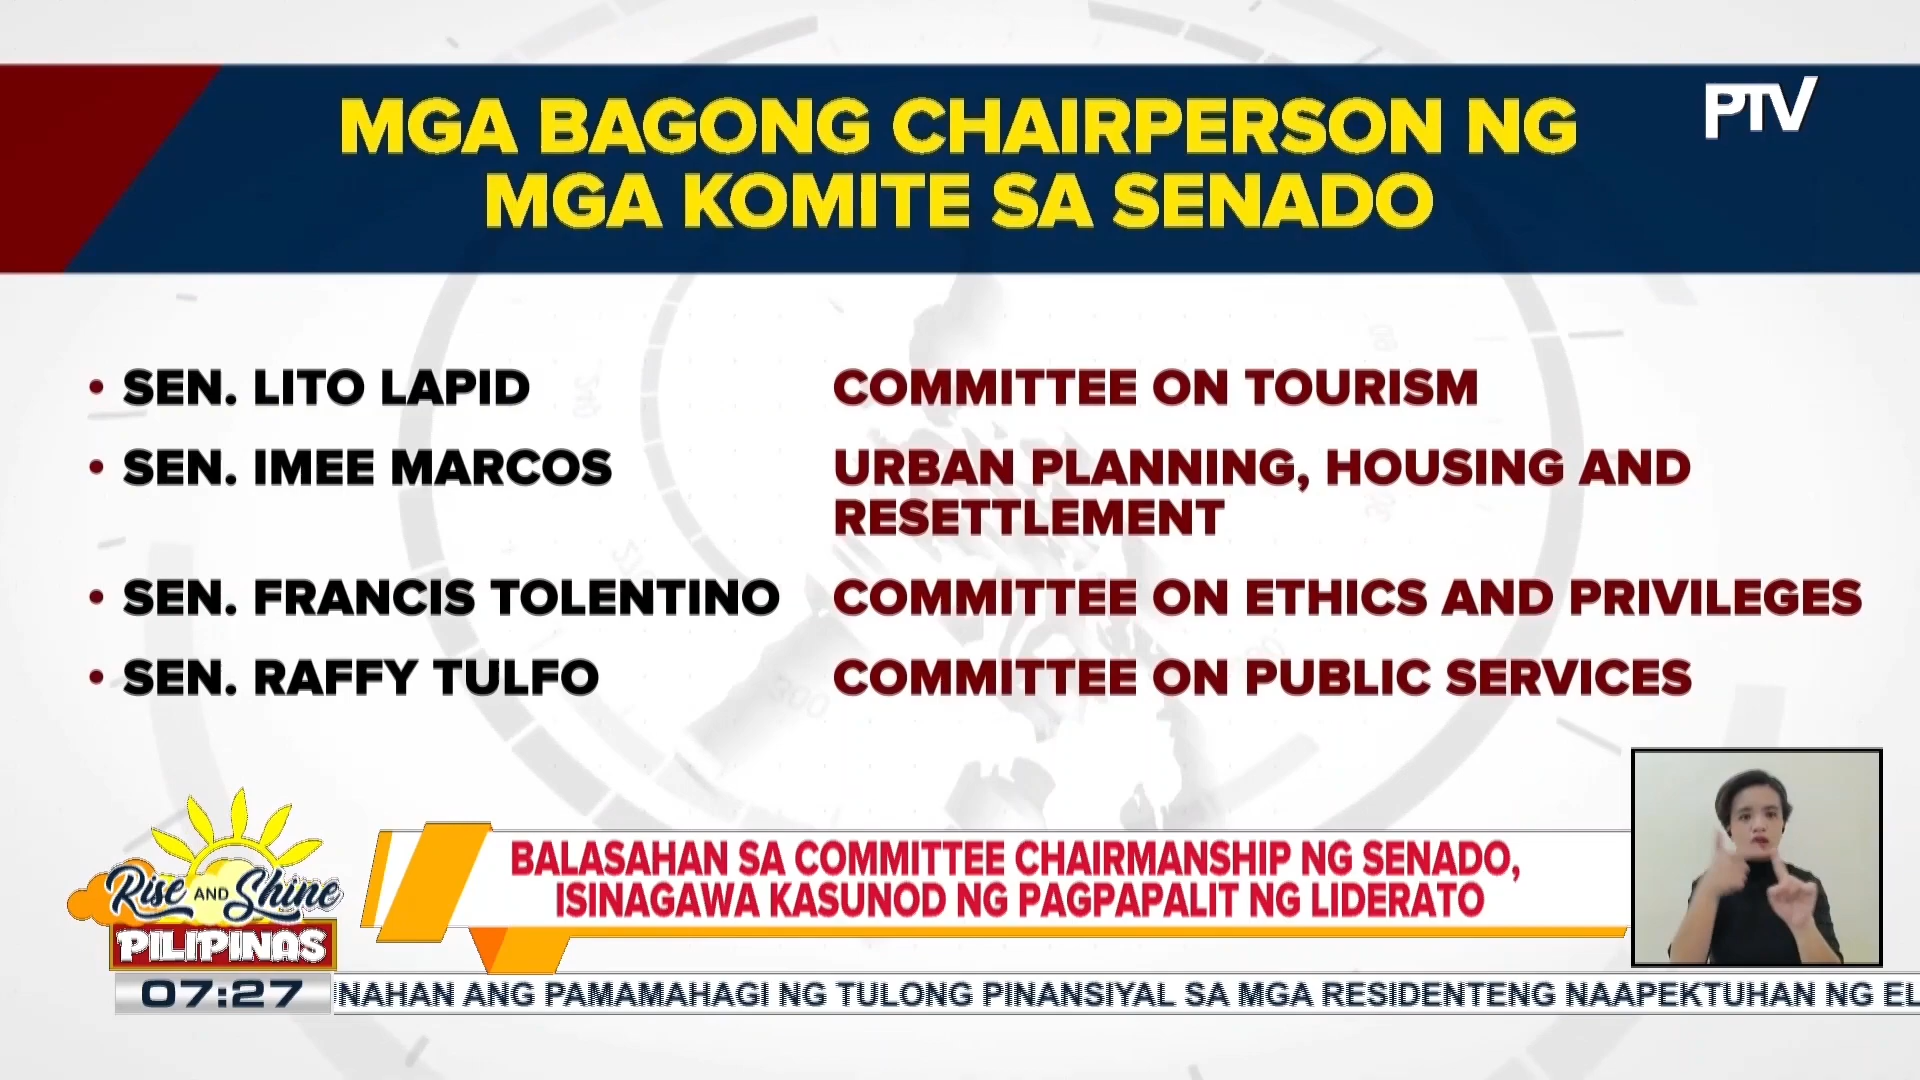 MGA BAGONG CHAIRPERSON NG
MGA KOMITE SA SENADO
PTV
• SEN. LITO LAPID COMMITTEE ON TOURISM
• SEN. IMEE MARCOS URBAN PLANNING, HOUSING AND
RESETTLEMENT
• SEN. FRANCIS TOLENTINO COMMITTEE ON ETHICS AND PRIVILEGES
• SEN. RAFFY TULFO COMMITTEE ON PUBLIC SERVICES
BALASAHAN SA COMMITTEE CHAIRMANSHIP NG SENADO,
ISINAGAWA KASUNOD NG PAGPAPALIT NG LIDERATO
Rise AND Shine
PILIPINAS
07:27
ANG PAMAMAHAGI NG TULONG PINANSIYAL SA MGA RESIDENTENG NAAPEKTUHAN NG